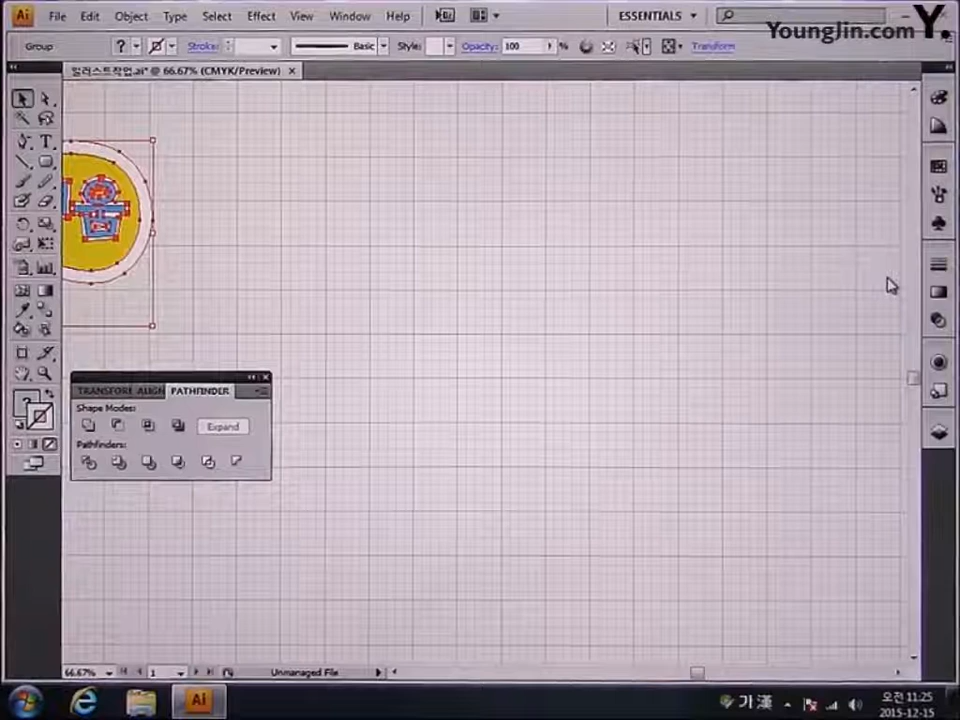 Ai File Edit Object Type Select Effect View Window Help Br ESSENTIALS
YoungJin.com Y.
Group ? Stroke: Basic Style: Opacity: 100 % Transform
일러스트작업.ai* @ 66.67% (CMYK/Preview)
TRANSFORM ALIGN PATHFINDER
Shape Modes:
Expand
Pathfinders:
?
66.67% 1 Unmanaged File
Ai 가 漢 오전 11:25
2015-12-15